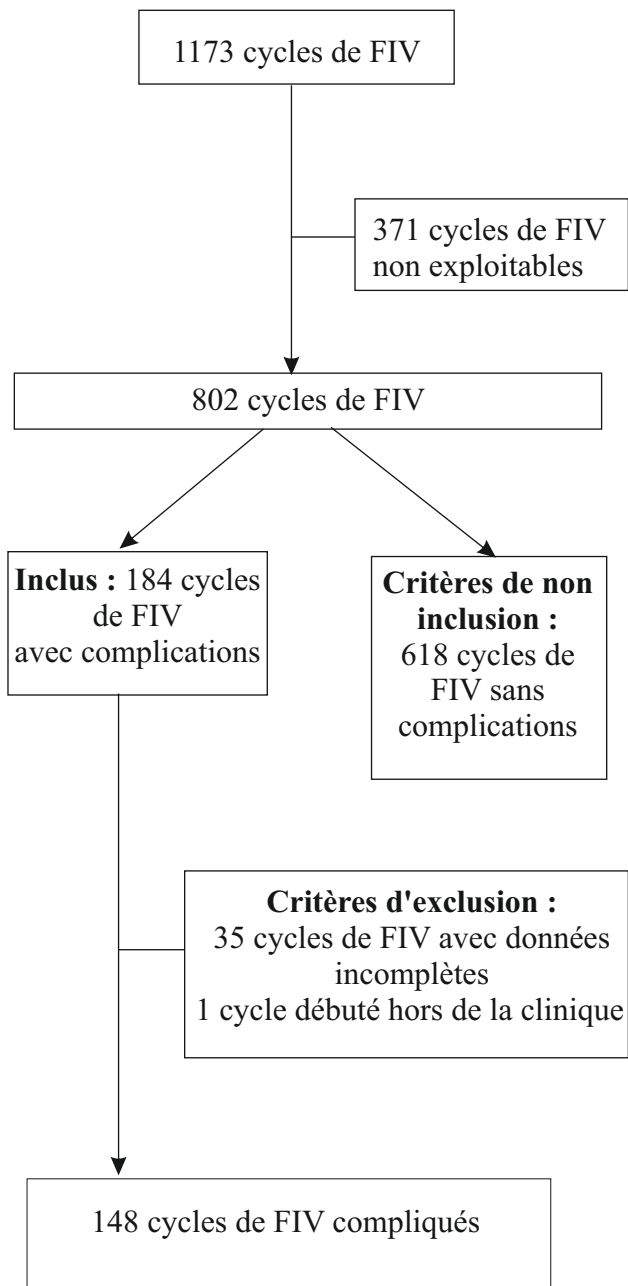 1173 cycles de FIV
371 cycles de FIV
non exploitables
802 cycles de FIV
Inclus : 184 cycles
de FIV
avec complications
Critères de non
inclusion :
618 cycles de
FIV sans
complications
Critères d'exclusion :
35 cycles de FIV avec données
incomplètes
1 cycle débuté hors de la clinique
148 cycles de FIV compliqués